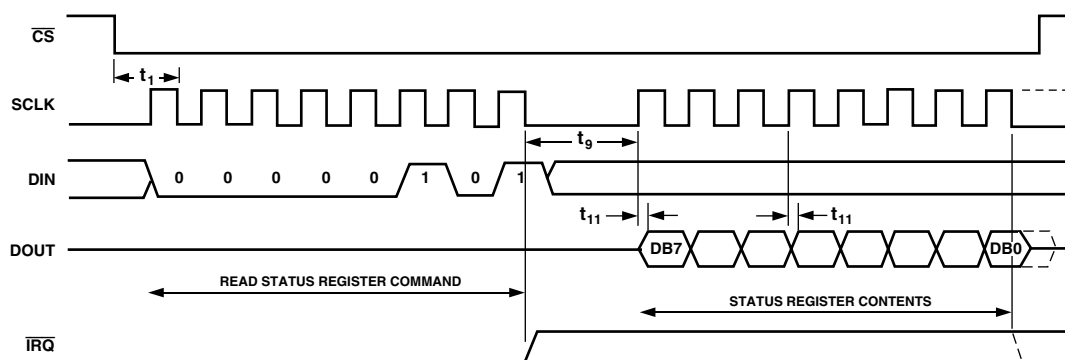 CS
t1
SCLK
t9
DIN 0 0 0 0 0 1 0 1
t11 t11
DOUT DB7 DB0
READ STATUS REGISTER COMMAND
STATUS REGISTER CONTENTS
IRQ